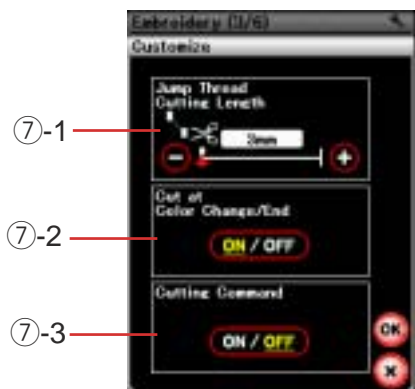 Embroidery (3/6)
Customize
Jump Thread
Cutting Length
⑦-1
3mm
Cut at
Color Change/End
⑦-2
ON / OFF
Cutting Command
⑦-3
ON / OFF
OK